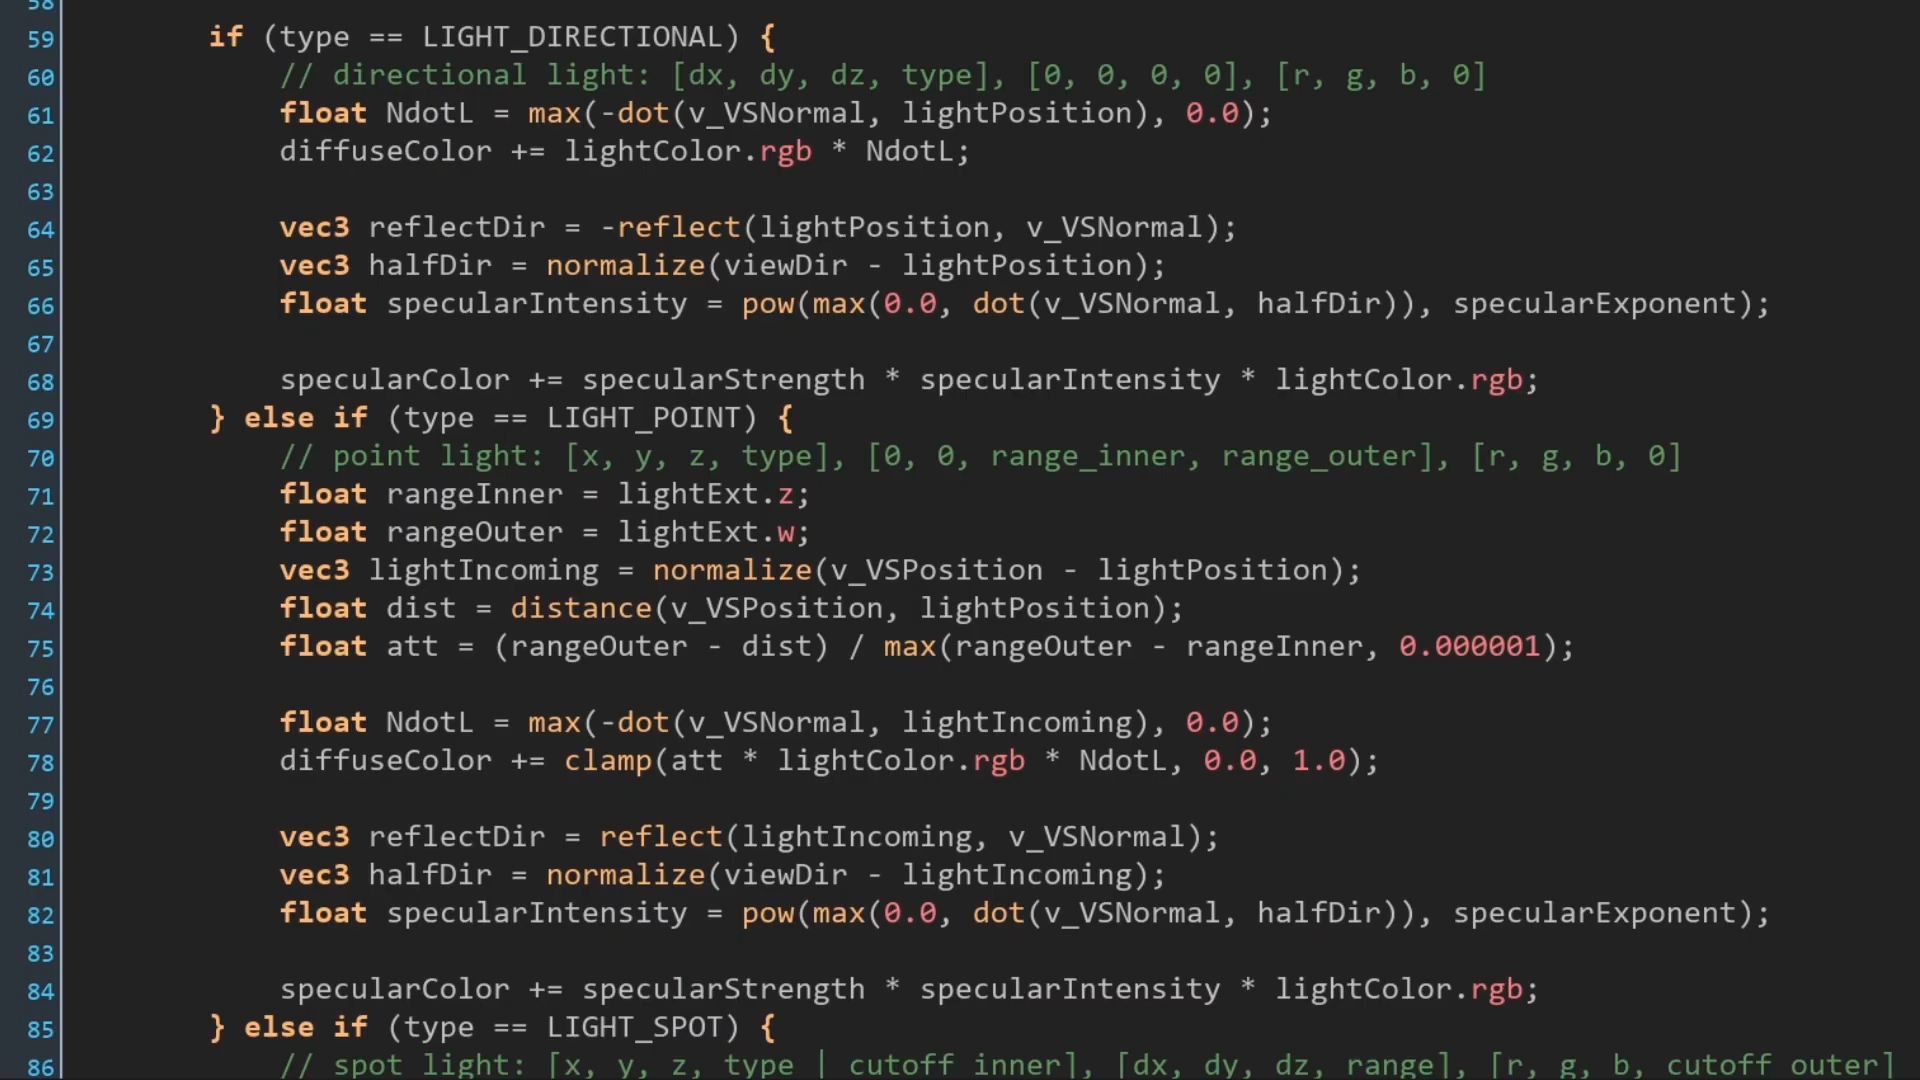 58
59 if (type == LIGHT_DIRECTIONAL) {
60 // directional light: [dx, dy, dz, type], [0, 0, 0, 0], [r, g, b, 0]
61 float NdotL = max(-dot(v_VSNormal, lightPosition), 0.0);
62 diffuseColor += lightColor.rgb * NdotL;
63
64 vec3 reflectDir = -reflect(lightPosition, v_VSNormal);
65 vec3 halfDir = normalize(viewDir - lightPosition);
66 float specularIntensity = pow(max(0.0, dot(v_VSNormal, halfDir)), specularExponent);
67
68 specularColor += specularStrength * specularIntensity * lightColor.rgb;
69 } else if (type == LIGHT_POINT) {
70 // point light: [x, y, z, type], [0, 0, range_inner, range_outer], [r, g, b, 0]
71 float rangeInner = lightExt.z;
72 float rangeOuter = lightExt.w;
73 vec3 lightIncoming = normalize(v_VSPosition - lightPosition);
74 float dist = distance(v_VSPosition, lightPosition);
75 float att = (rangeOuter - dist) / max(rangeOuter - rangeInner, 0.000001);
76
77 float NdotL = max(-dot(v_VSNormal, lightIncoming), 0.0);
78 diffuseColor += clamp(att * lightColor.rgb * NdotL, 0.0, 1.0);
79
80 vec3 reflectDir = reflect(lightIncoming, v_VSNormal);
81 vec3 halfDir = normalize(viewDir - lightIncoming);
82 float specularIntensity = pow(max(0.0, dot(v_VSNormal, halfDir)), specularExponent);
83
84 specularColor += specularStrength * specularIntensity * lightColor.rgb;
85 } else if (type == LIGHT_SPOT) {
86 // spot light: [x, y, z, type | cutoff_inner], [dx, dy, dz, range], [r, g, b, cutoff_outer]